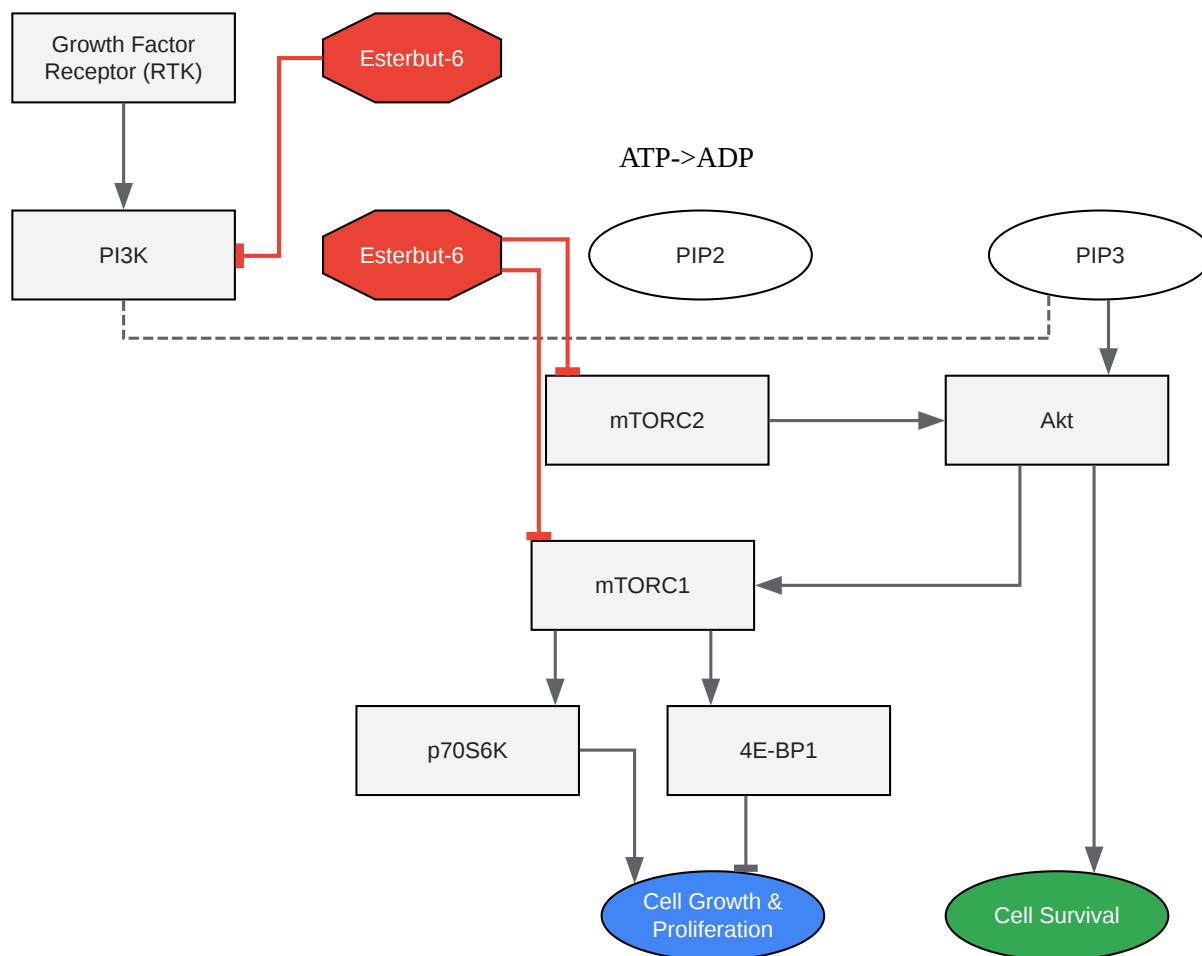 Growth Factor
Receptor (RTK)
Esterbut-6
ATP->ADP
PI3K
Esterbut-6
PIP2
PIP3
mTORC2
Akt
mTORC1
p70S6K
4E-BP1
Cell Growth &
Proliferation
Cell Survival